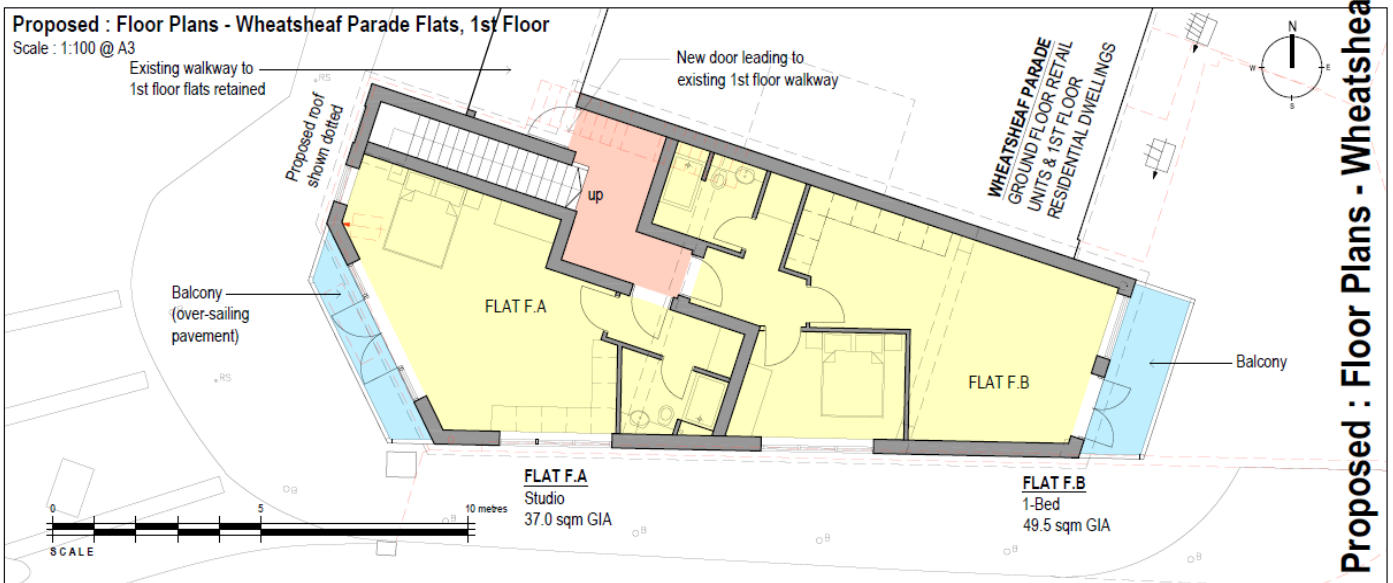 Proposed : Floor Plans - Wheatsheaf Parade Flats, 1st Floor
Scale : 1:100 @ A3
Existing walkway to
1st floor flats retained
New door leading to
existing 1st floor walkway
RS
Proposed roof
shown dotted
WHEATSHEAF PARADE
GROUND FLOOR RETAIL
UNITS & 1ST FLOOR
RESIDENTIAL DWELLINGS
N
W
E
S
up
Balcony
(over-sailing
pavement)
FLAT F.A
FLAT F.B
Balcony
RS
FLAT F.A
Studio
37.0 sqm GIA
FLAT F.B
1-Bed
49.5 sqm GIA
0
5
10 metres
SCALE
B
B
B
B
B
B
Proposed : Floor Plans - Wheatshea